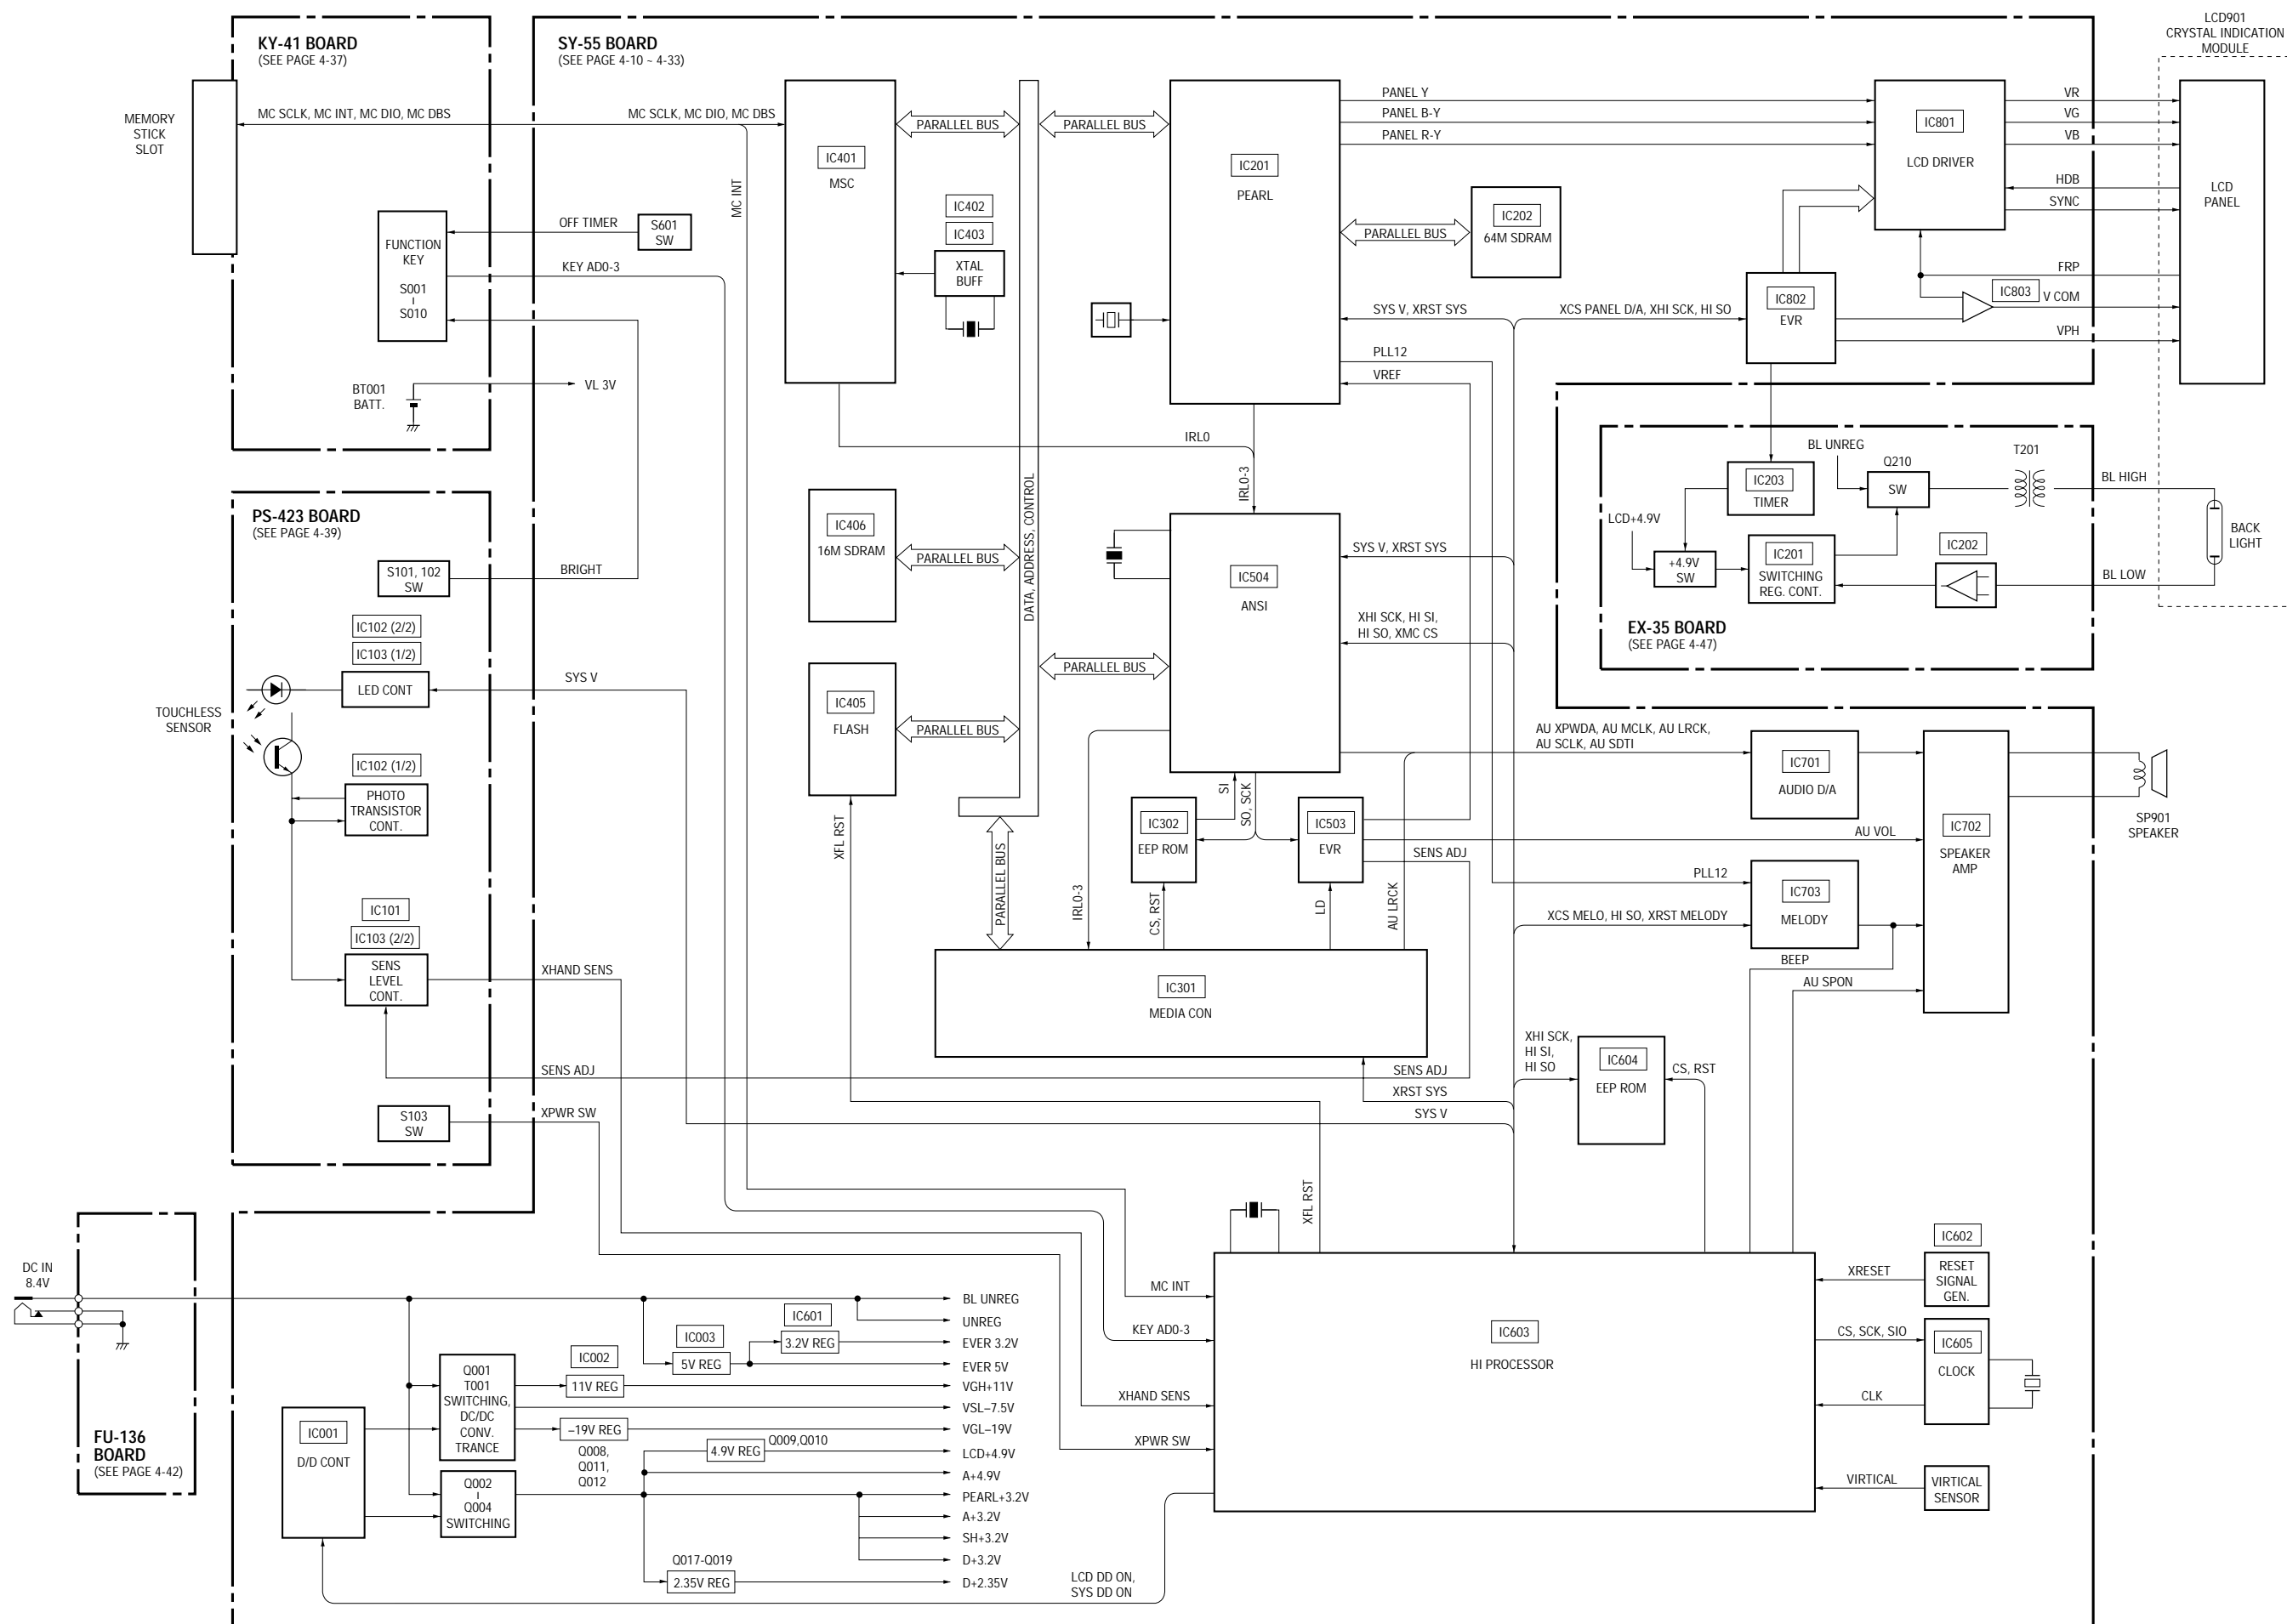 LCD901
CRYSTAL INDICATION
MODULE
KY-41 BOARD
(SEE PAGE 4-37)
SY-55 BOARD
(SEE PAGE 4-10 ~ 4-33)
MEMORY
STICK
SLOT
MC SCLK, MC INT, MC DIO, MC DBS
MC SCLK, MC DIO, MC DBS
MC INT
FUNCTION
KEY
S001
S010
OFF TIMER
S601
SW
KEY AD0-3
BT001
BATT.
VL 3V
IC401
MSC
PARALLEL BUS
PARALLEL BUS
IC402
IC403
XTAL
BUFF
IC201
PEARL
PANEL Y
PANEL B-Y
PANEL R-Y
IC202
64M SDRAM
PARALLEL BUS
SYS V, XRST SYS
XCS PANEL D/A, XHI SCK, HI SO
PLL12
VREF
IC801
LCD DRIVER
VR
VG
VB
HDB
SYNC
FRP
IC803
V COM
VPH
LCD
PANEL
IC802
EVR
IRL0
IRL0-3
DATA, ADDRESS, CONTROL
PS-423 BOARD
(SEE PAGE 4-39)
S101, 102
SW
BRIGHT
IC102 (2/2)
IC103 (1/2)
LED CONT
SYS V
TOUCHLESS
SENSOR
IC102 (1/2)
PHOTO
TRANSISTOR
CONT.
IC101
IC103 (2/2)
SENS
LEVEL
CONT.
XHAND SENS
SENS ADJ
S103
SW
XPWR SW
IC406
16M SDRAM
PARALLEL BUS
IC405
FLASH
PARALLEL BUS
XFL RST
IC504
ANSI
PARALLEL BUS
SYS V, XRST SYS
XHI SCK, HI SI,
HI SO, XMC CS
BL UNREG
T201
Q210
SW
IC203
TIMER
LCD+4.9V
+4.9V
SW
IC201
SWITCHING
REG. CONT.
IC202
BL HIGH
BL LOW
BACK
LIGHT
EX-35 BOARD
(SEE PAGE 4-47)
AU XPWDA, AU MCLK, AU LRCK,
AU SCLK, AU SDTI
IC701
AUDIO D/A
IC702
SPEAKER
AMP
SP901
SPEAKER
AU VOL
SENS ADJ
PLL12
IC703
MELODY
XCS MELO, HI SO, XRST MELODY
BEEP
AU SPON
IC302
EEP ROM
SI
SO, SCK
IC503
EVR
PARALLEL BUS
IRL0-3
CS, RST
LD
AU LRCK
IC301
MEDIA CON
SENS ADJ
XRST SYS
SYS V
XHI SCK,
HI SI,
HI SO
IC604
EEP ROM
CS, RST
XFL RST
FU-136
BOARD
(SEE PAGE 4-42)
DC IN
8.4V
BL UNREG
UNREG
EVER 3.2V
EVER 5V
VGH+11V
VSL–7.5V
VGL–19V
LCD+4.9V
A+4.9V
PEARL+3.2V
A+3.2V
SH+3.2V
D+3.2V
D+2.35V
IC601
3.2V REG
IC003
5V REG
IC002
11V REG
–19V REG
Q001
T001
SWITCHING,
DC/DC
CONV.
TRANCE
IC001
D/D CONT
Q008,
Q011,
Q012
4.9V REG
Q009,Q010
Q002
Q004
SWITCHING
Q017-Q019
2.35V REG
LCD DD ON,
SYS DD ON
MC INT
KEY AD0-3
XHAND SENS
XPWR SW
IC603
HI PROCESSOR
IC602
RESET
SIGNAL
GEN.
XRESET
CS, SCK, SIO
IC605
CLOCK
CLK
VIRTICAL
VIRTICAL
SENSOR